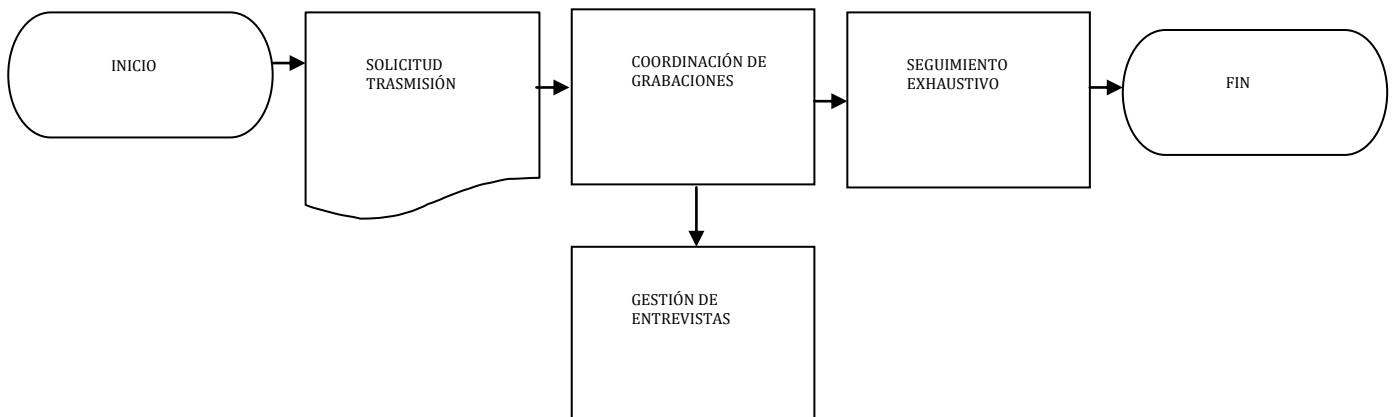 INICIO
SOLICITUD
TRASMISIÓN
COORDINACIÓN DE
GRABACIONES
SEGUIMIENTO
EXHAUSTIVO
FIN
GESTIÓN DE
ENTREVISTAS